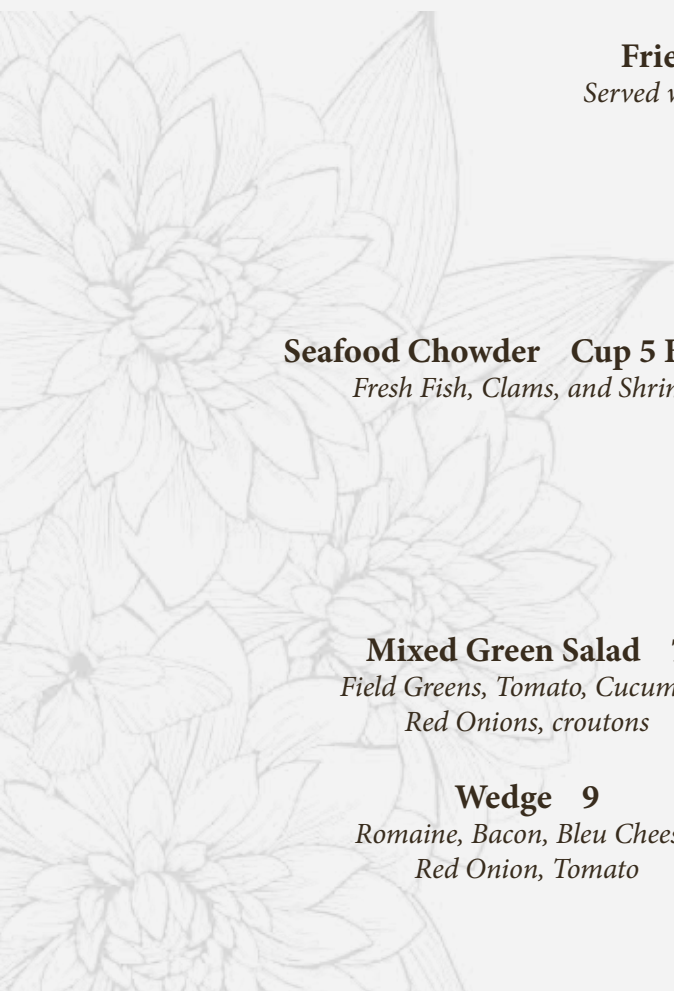 Frie
Served w
Seafood Chowder Cup 5 B
Fresh Fish, Clams, and Shrim
Mixed Green Salad 7
Field Greens, Tomato, Cucum
Red Onions, croutons
Wedge 9
Romaine, Bacon, Bleu Chees
Red Onion, Tomato